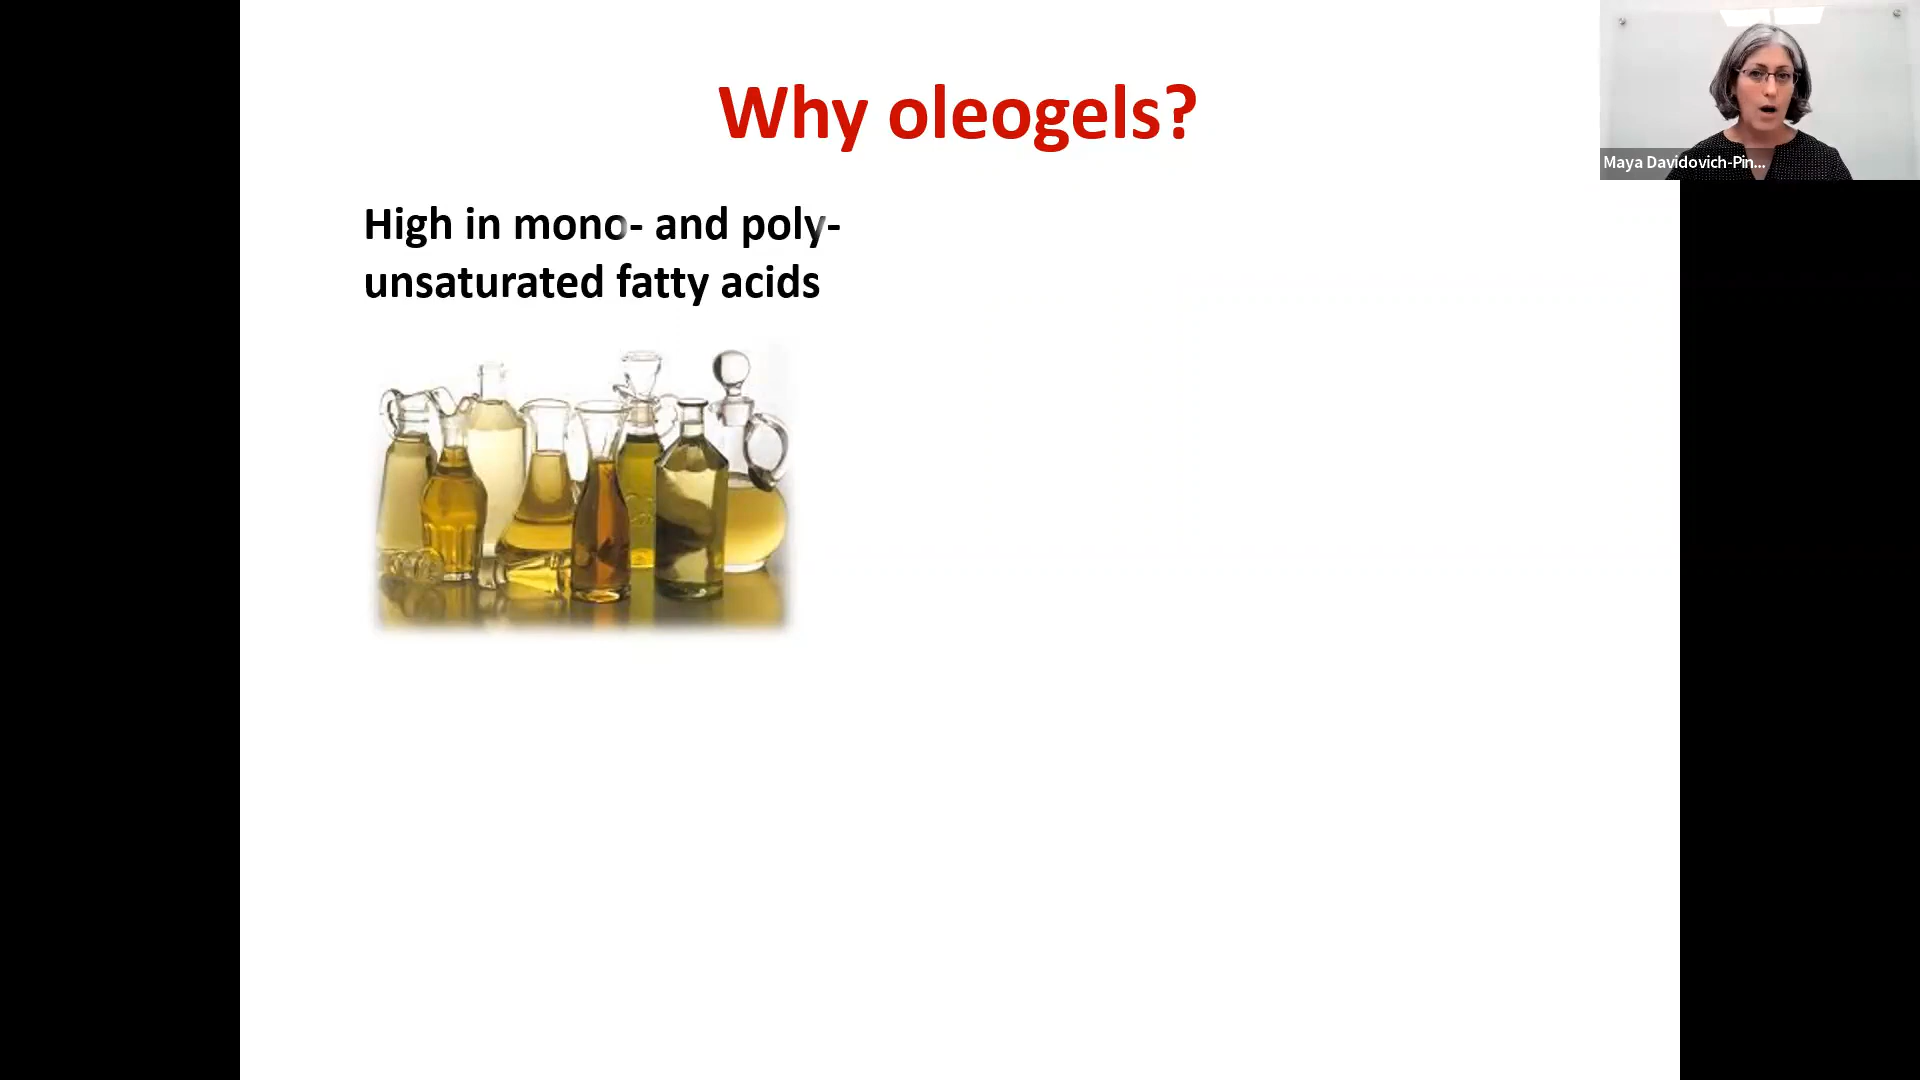 Why oleogels?
Maya Davidovich-Pin...
High in mono- and poly-
unsaturated fatty acids